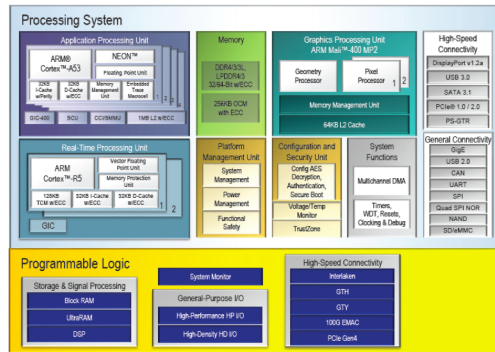 Processing System
Application Processing Unit
ARM®
Cortex™-A53
NEON™
Floating Point Unit
32KB
I-Cache
w/Parity
32KB
D-Cache
w/ECC
Memory
Management
Unit
Embedded
Trace
Macrocell
1
2
3
4
GIC-400
SCU
CCI/SMMU
1MB L2 w/ECC
Memory
DDR4/3/3L,
LPDDR4/3
32/64-Bit w/ECC
256KB OCM
with ECC
Graphics Processing Unit
ARM Mali™-400 MP2
Geometry
Processor
Pixel
Processor
1
2
Memory Management Unit
64KB L2 Cache
High-Speed
Connectivity
DisplayPort v1.2a
USB 3.0
SATA 3.1
PCIe® 1.0 / 2.0
PS-GTR
Real-Time Processing Unit
ARM
Cortex™-R5
Vector Floating
Point Unit
Memory Protection
Unit
128KB
TCM w/ECC
32KB I-Cache
w/ECC
32KB D-Cache
w/ECC
1
2
GIC
Platform
Management Unit
System
Management
Power
Management
Functional
Safety
Configuration and
Security Unit
Config AES
Decryption,
Authentication,
Secure Boot
Voltage/Temp
Monitor
TrustZone
System
Functions
Multichannel DMA
Timers,
WDT, Resets,
Clocking & Debug
General Connectivity
GigE
USB 2.0
CAN
UART
SPI
Quad SPI NOR
NAND
SD/eMMC
Programmable Logic
Storage & Signal Processing
Block RAM
UltraRAM
DSP
System Monitor
General-Purpose I/O
High-Performance HP I/O
High-Density HD I/O
High-Speed Connectivity
Interlaken
GTH
GTY
100G EMAC
PCIe Gen4